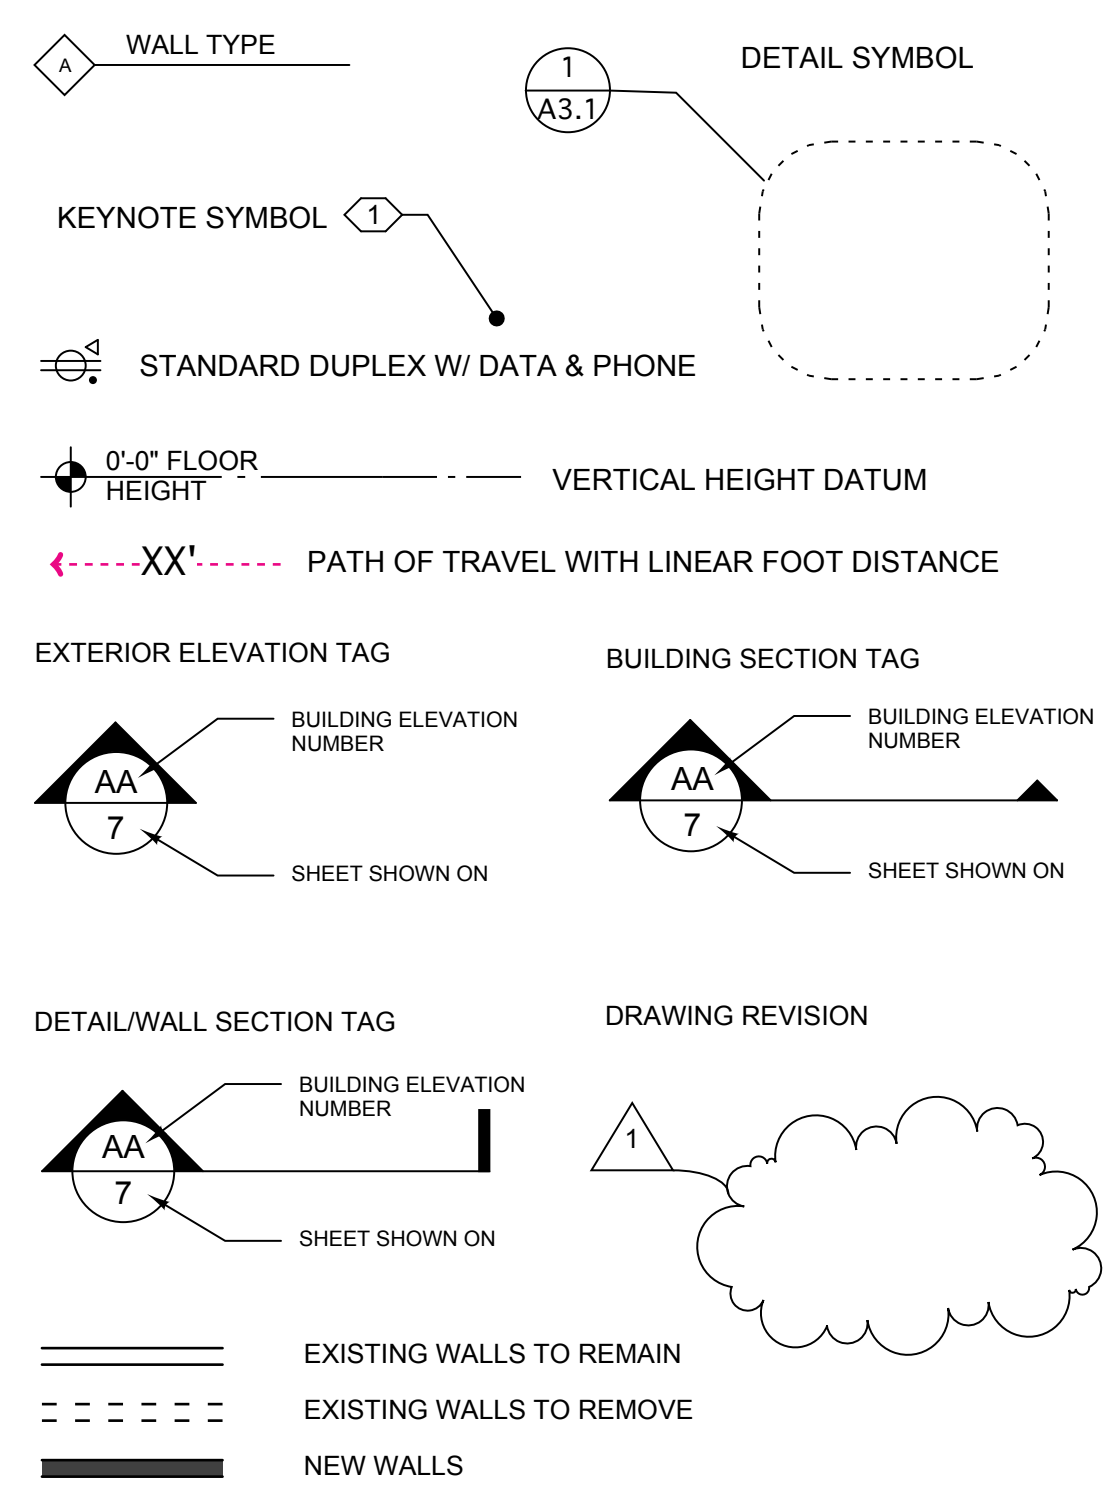 WALL TYPE
A
1
A3.1
DETAIL SYMBOL
KEYNOTE SYMBOL 1
STANDARD DUPLEX W/ DATA & PHONE
0'-0" FLOOR
HEIGHT
VERTICAL HEIGHT DATUM
XX'
PATH OF TRAVEL WITH LINEAR FOOT DISTANCE
EXTERIOR ELEVATION TAG
BUILDING ELEVATION
NUMBER
AA
7
SHEET SHOWN ON
BUILDING SECTION TAG
BUILDING ELEVATION
NUMBER
AA
7
SHEET SHOWN ON
DETAIL/WALL SECTION TAG
BUILDING ELEVATION
NUMBER
AA
7
SHEET SHOWN ON
DRAWING REVISION
1
EXISTING WALLS TO REMAIN
EXISTING WALLS TO REMOVE
NEW WALLS